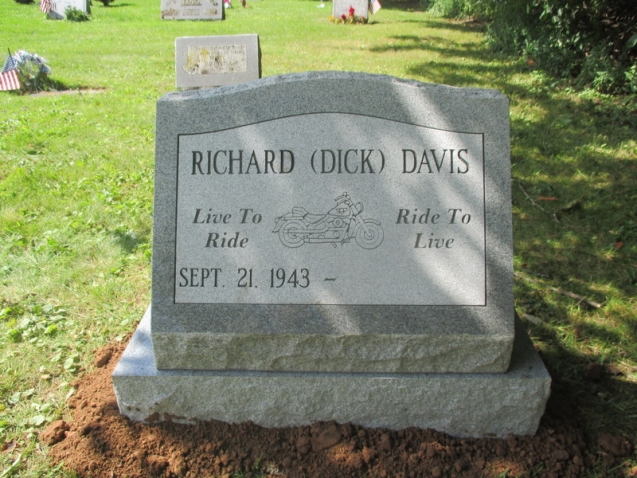 RICHARD (DICK) DAVIS
Live To
Ride
Ride To
Live
SEPT. 21. 1943 –